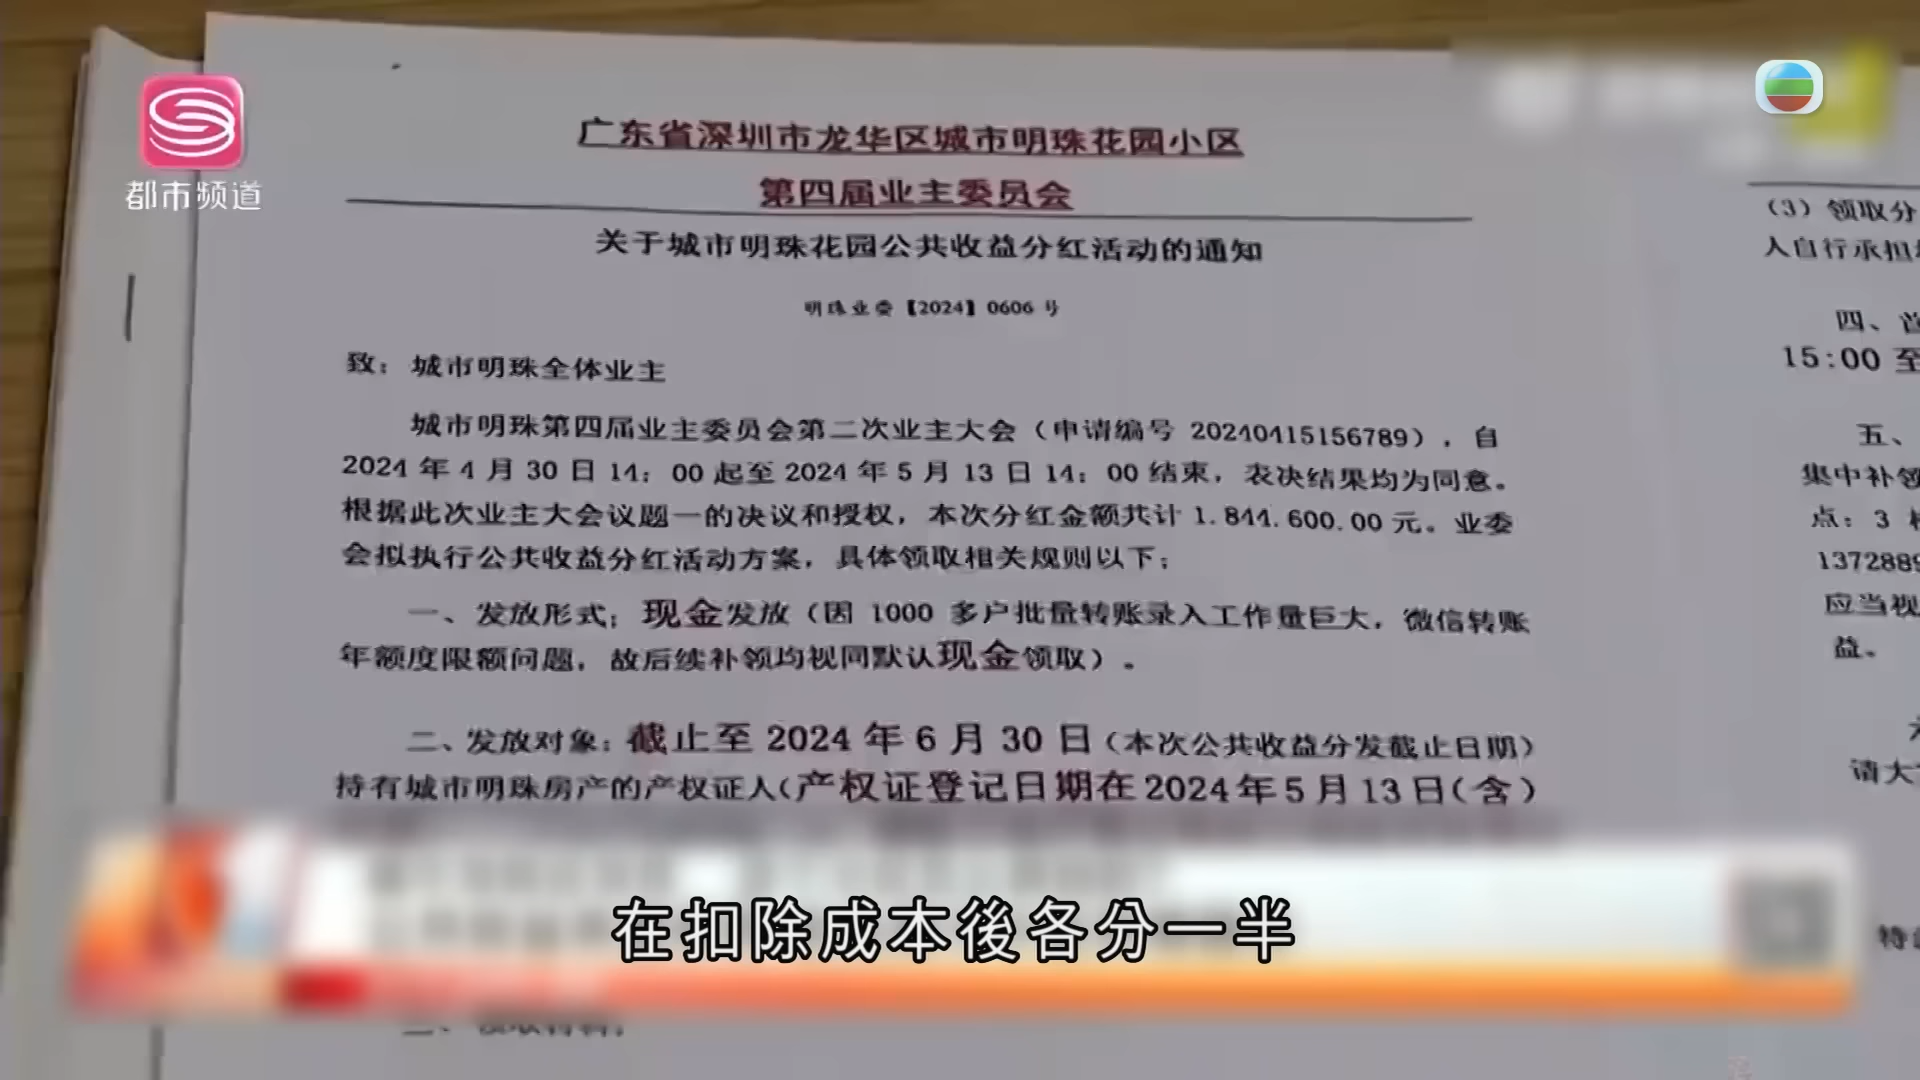 都市频道
广东省深圳市龙华区城市明珠花园小区
第四届业主委员会
关于城市明珠花园公共收益分红活动的通知
明珠业委【2024】0606 号
致：城市明珠全体业主
城市明珠第四届业主委员会第二次业主大会（申请编号 20240415156789），自
2024 年 4 月 30 日 14：00 起至 2024 年 5 月 13 日 14：00 结束，表决结果均为同意。
根据此次业主大会议题一的决议和授权，本次分红金额共计 1.844.600.00 元。业委
会拟执行公共收益分红活动方案，具体领取相关规则以下：
一、发放形式：现金发放（因 1000 多户批量转账录入工作量巨大，微信转账
年额度限额问题，故后续补领均视同默认现金领取）。
二、发放对象：截止至 2024 年 6 月 30 日（本次公共收益分发截止日期）
持有城市明珠房产的产权证人（产权证登记日期在 2024 年 5 月 13 日（含）
（3）领取分
人自行承担
四、首
15:00 至
五、
集中补领
点：3
1372889
应当视
益。
请大
特
在扣除成本後各分一半